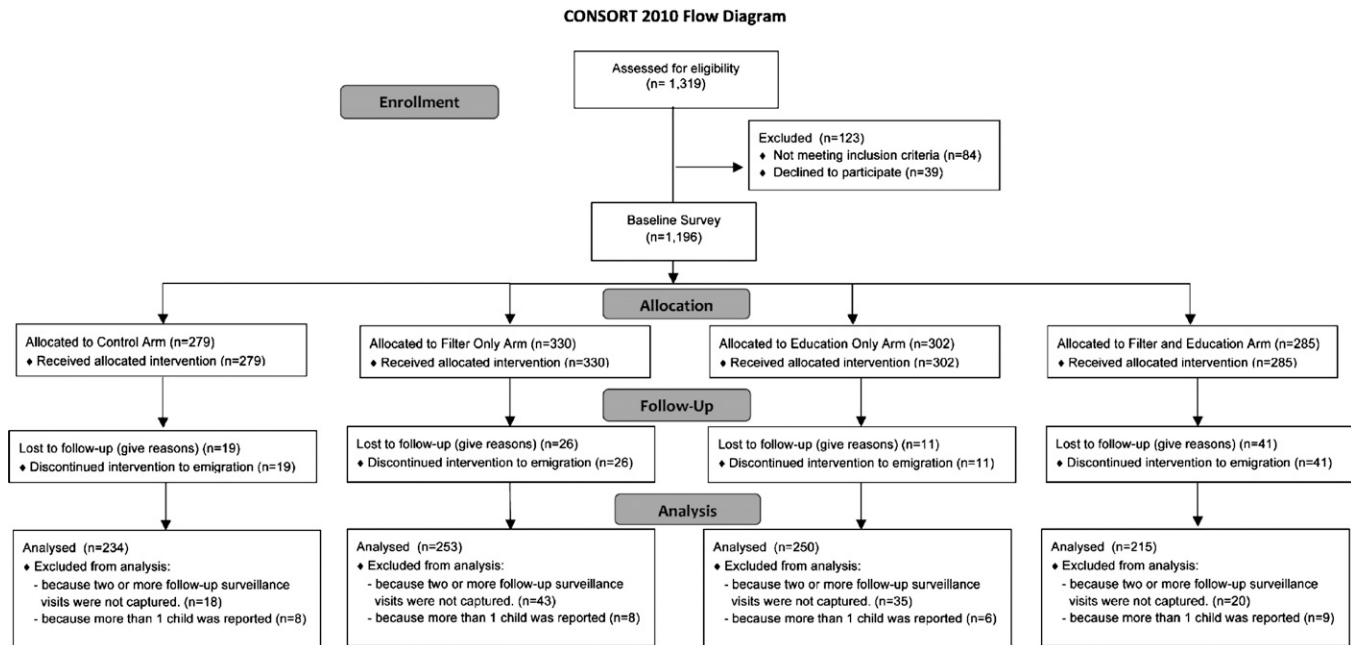 CONSORT 2010 Flow Diagram
Assessed for eligibility
(n= 1,319)
Enrollment
Excluded (n=123)
♦ Not meeting inclusion criteria (n=84)
♦ Declined to participate (n=39)
Baseline Survey
(n=1,196)
Allocation
Allocated to Control Arm (n=279)
♦ Received allocated intervention (n=279)
Allocated to Filter Only Arm (n=330)
♦ Received allocated intervention (n=330)
Allocated to Education Only Arm (n=302)
♦ Received allocated intervention (n=302)
Allocated to Filter and Education Arm (n=285)
♦ Received allocated intervention (n=285)
Follow-Up
Lost to follow-up (give reasons) (n=19)
♦ Discontinued intervention to emigration (n=19)
Lost to follow-up (give reasons) (n=26)
♦ Discontinued intervention to emigration (n=26)
Lost to follow-up (give reasons) (n=11)
♦ Discontinued intervention to emigration (n=11)
Lost to follow-up (give reasons) (n=41)
♦ Discontinued intervention to emigration (n=41)
Analysis
Analysed (n=234)
♦ Excluded from analysis:
- because two or more follow-up surveillance
visits were not captured. (n=18)
- because more than 1 child was reported (n=8)
Analysed (n=253)
♦ Excluded from analysis:
- because two or more follow-up surveillance
visits were not captured. (n=43)
- because more than 1 child was reported (n=8)
Analysed (n=250)
♦ Excluded from analysis:
- because two or more follow-up surveillance
visits were not captured. (n=35)
- because more than 1 child was reported (n=6)
Analysed (n=215)
♦ Excluded from analysis:
- because two or more follow-up surveillance
visits were not captured. (n=20)
- because more than 1 child was reported (n=9)